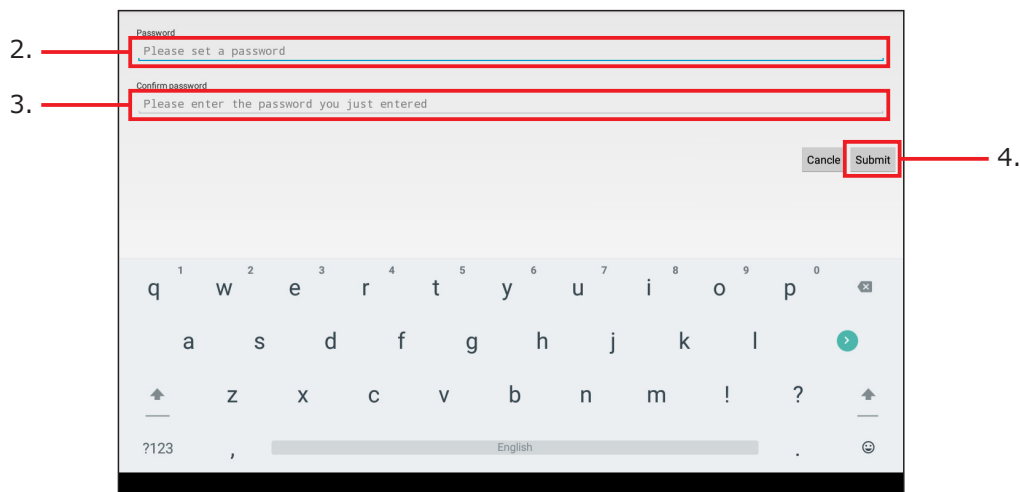 Password
2.
Please set a password
Confirm password
3.
Please enter the password you just entered
Cancle Submit
4.
1 2 3 4 5 6 7 8 9 0
q w e r t y u i o p
a s d f g h j k l
z x c v b n m ! ?
?123 , English .